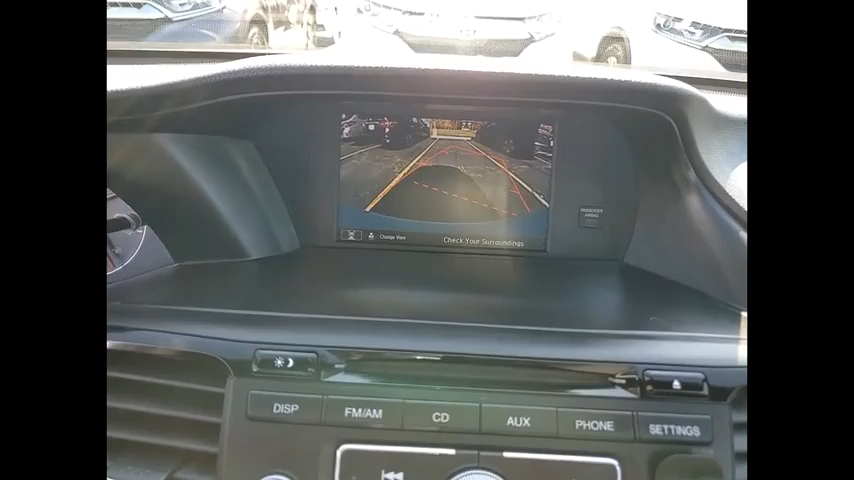 Change View
Check Your Surroundings
PASSENGER
AIRBAG
DISP
FM/AM
CD
AUX
PHONE
SETTINGS